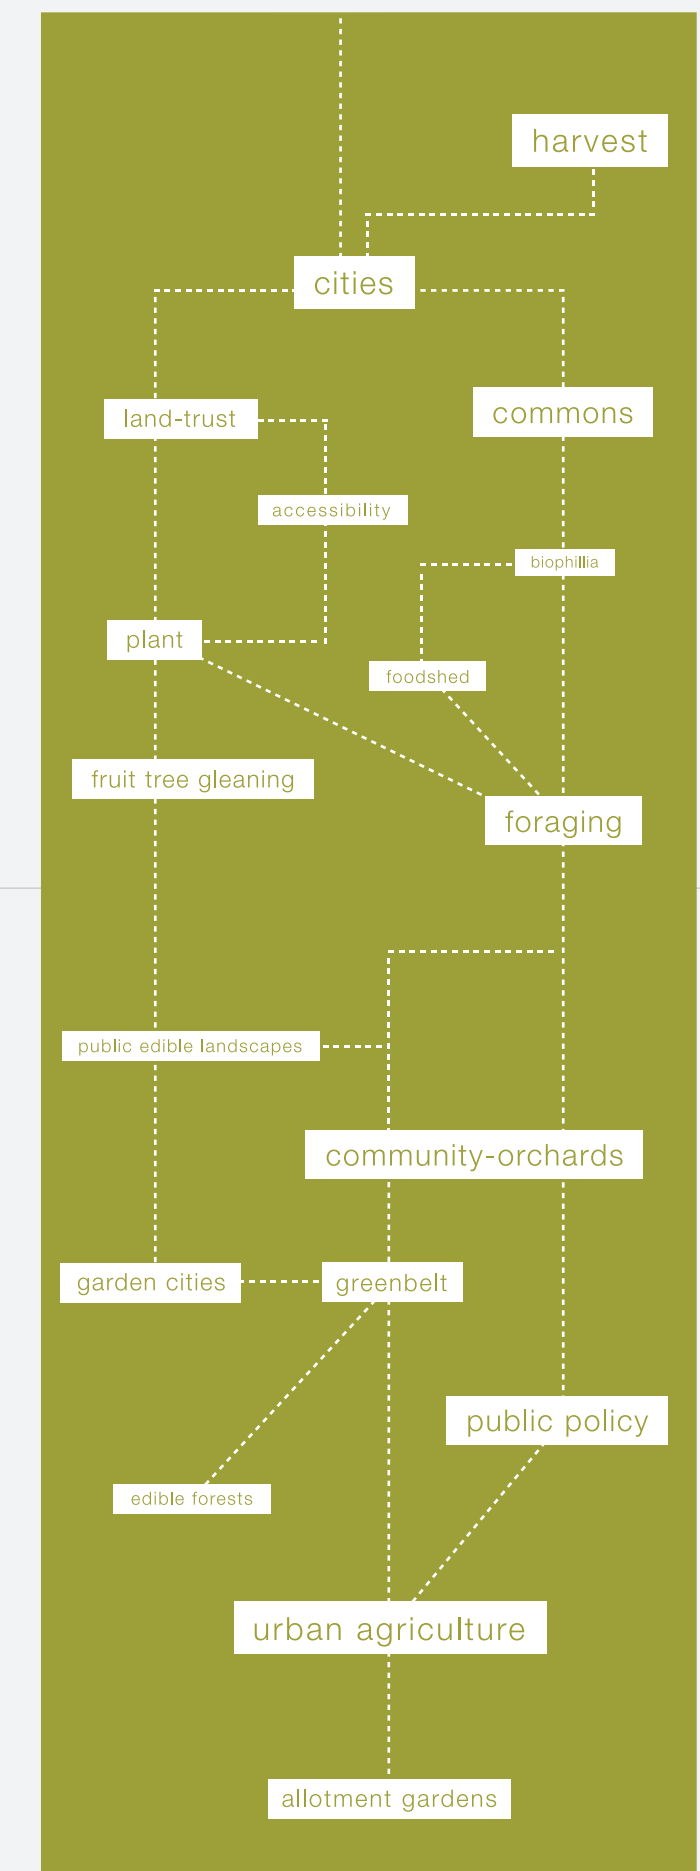 harvest
cities
land-trust
commons
accessibility
biophillia
plant
foodshed
fruit tree gleaning
foraging
public edible landscapes
community-orchards
garden cities
greenbelt
public policy
edible forests
urban agriculture
allotment gardens